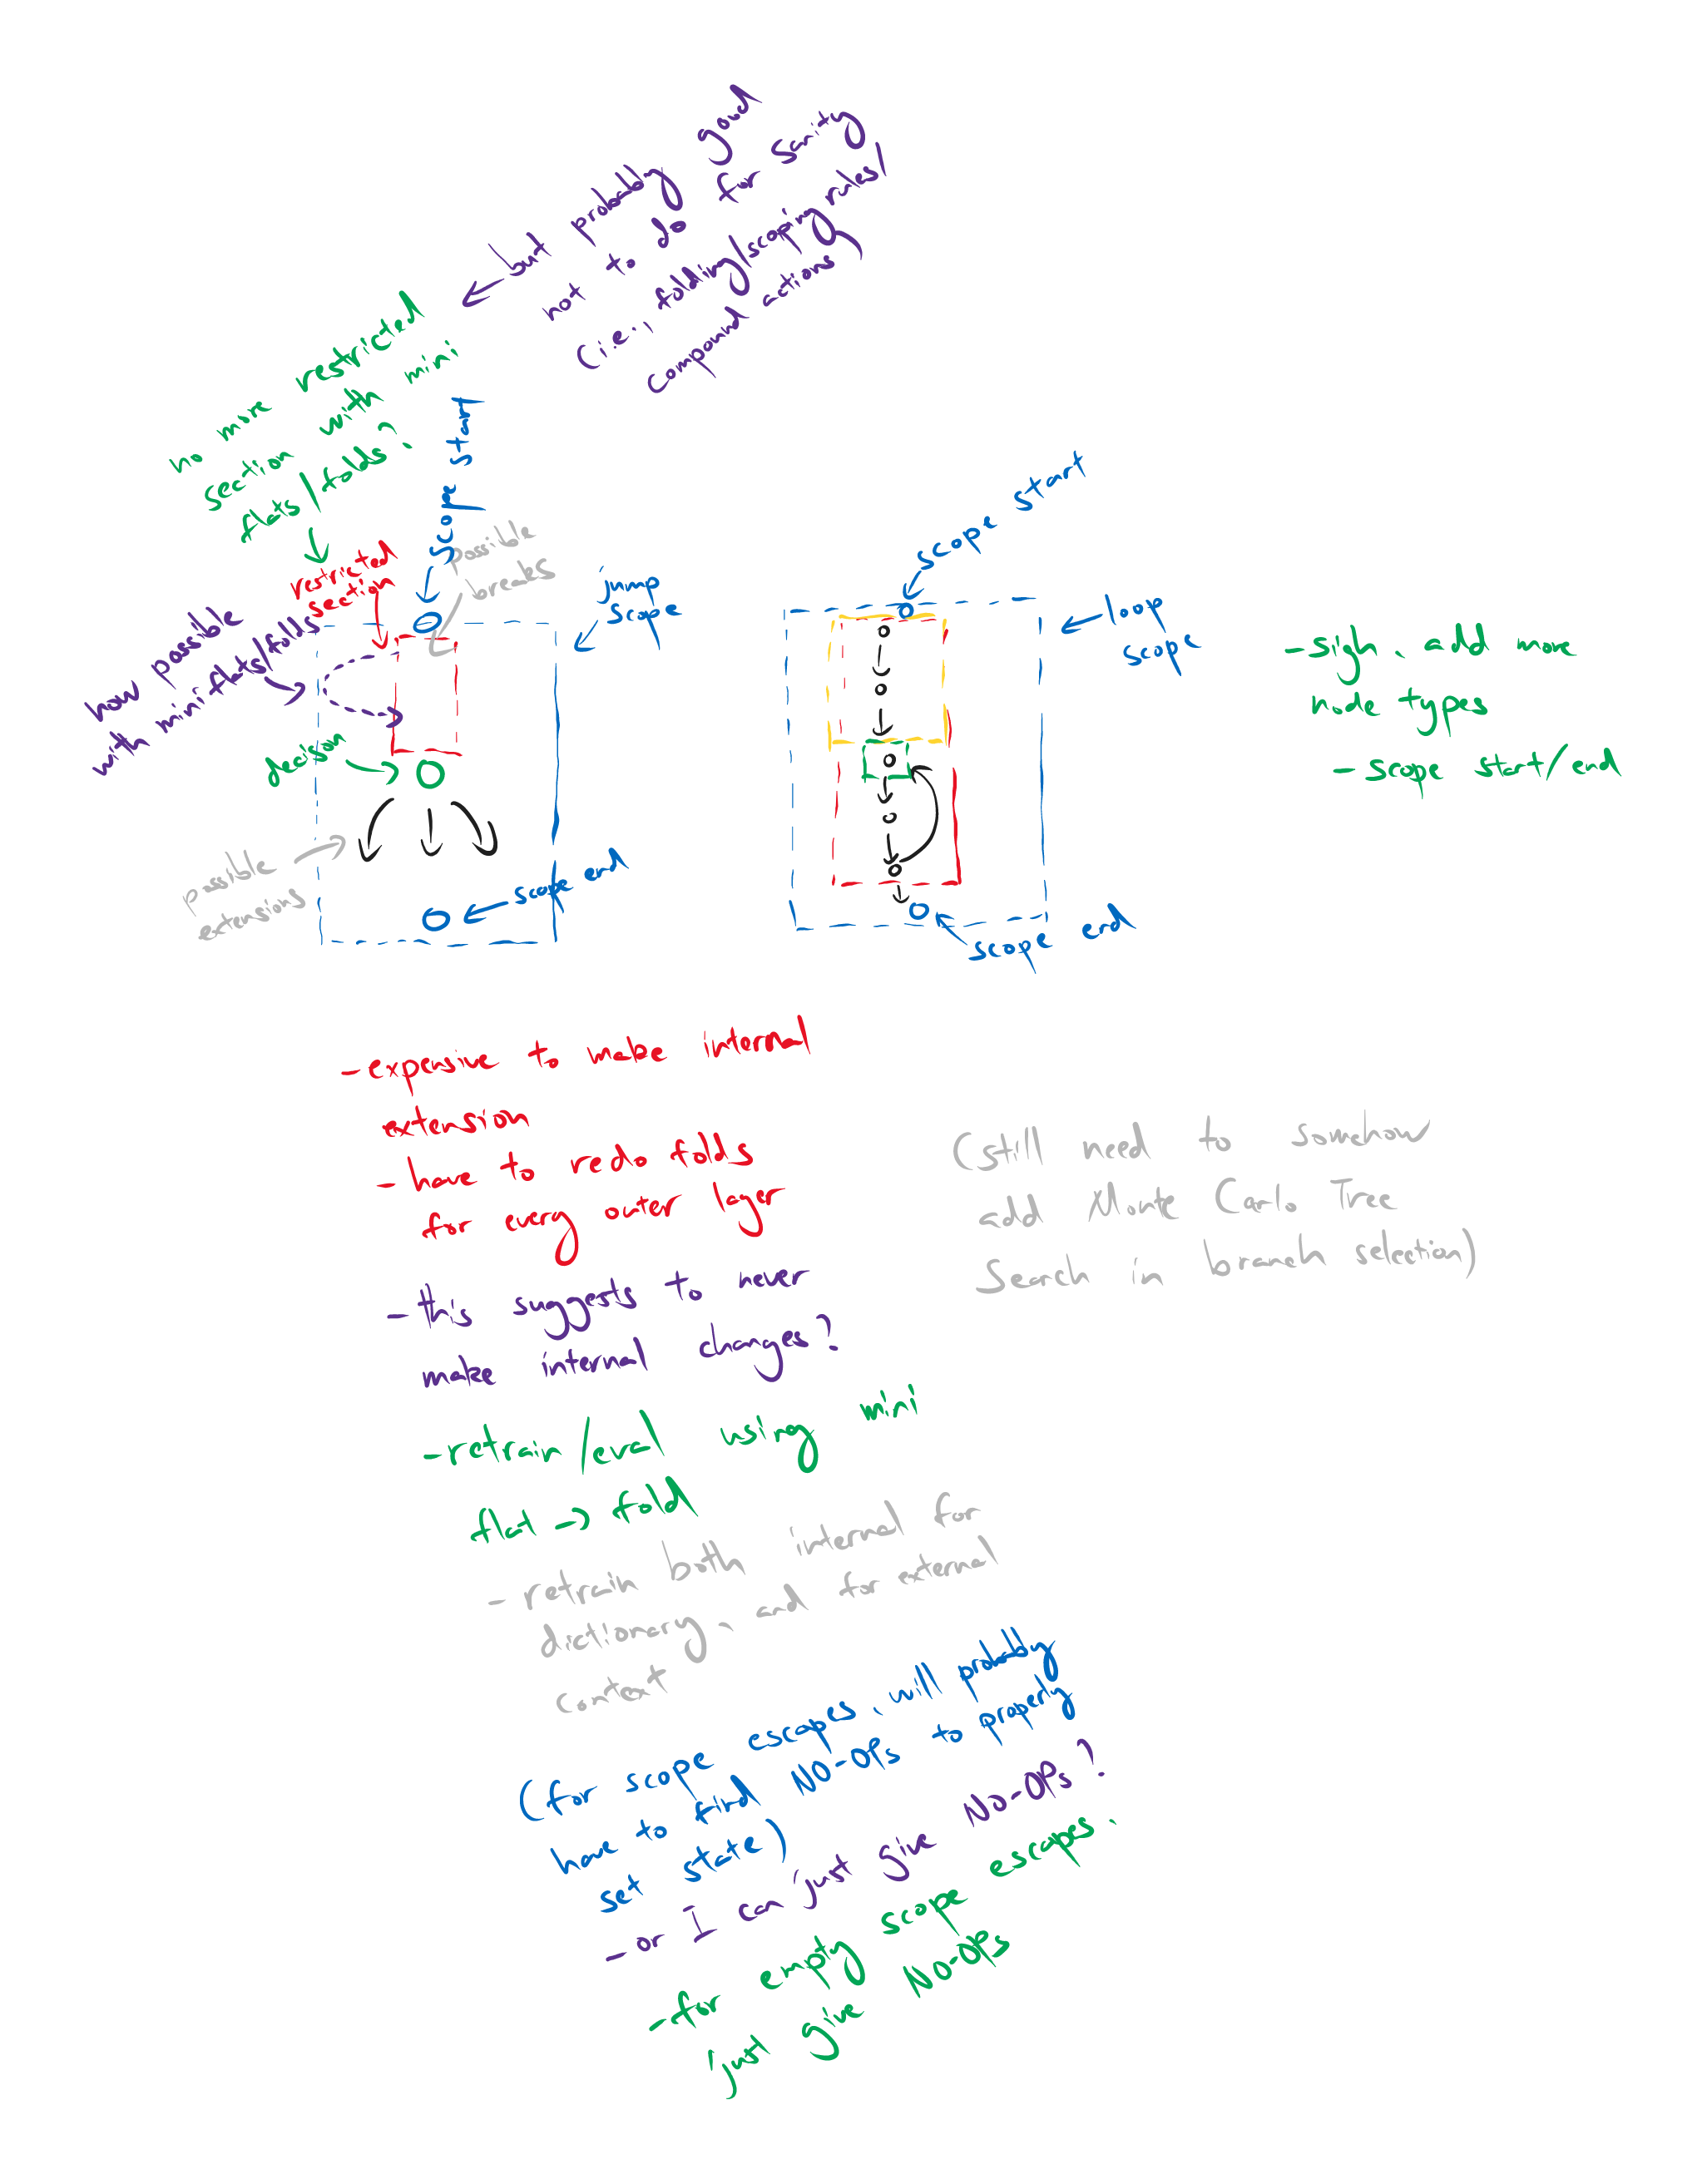 <- but probably good
not to do for sanity
(i.e., folding/scoping rules/
compound actions)
no more restricted
section with mini
flats/folds?
scope start
possible
breaks
restricted
section
jump
scope
how possible
with mini flats/folds
decison
possible
extensions
scope end
scope start
loop
scope
scope end
- sigh, add more
node types
- scope start/end
- expensive to make internal
extension
- have to redo folds
for every outer layer
- this suggests to never
make internal changes?
- retrain/eval using mini
flat -> fold
- retrain both internal for
dictionary, and for external
context
(still need to somehow
add Monte Carlo Tree
Search in branch selection)
(for scope escapes, will probably
have to find NO-OPs to properly
set state)
- or I can just give NO-OPs?
- for empty scope escapes,
just give NO-OPs